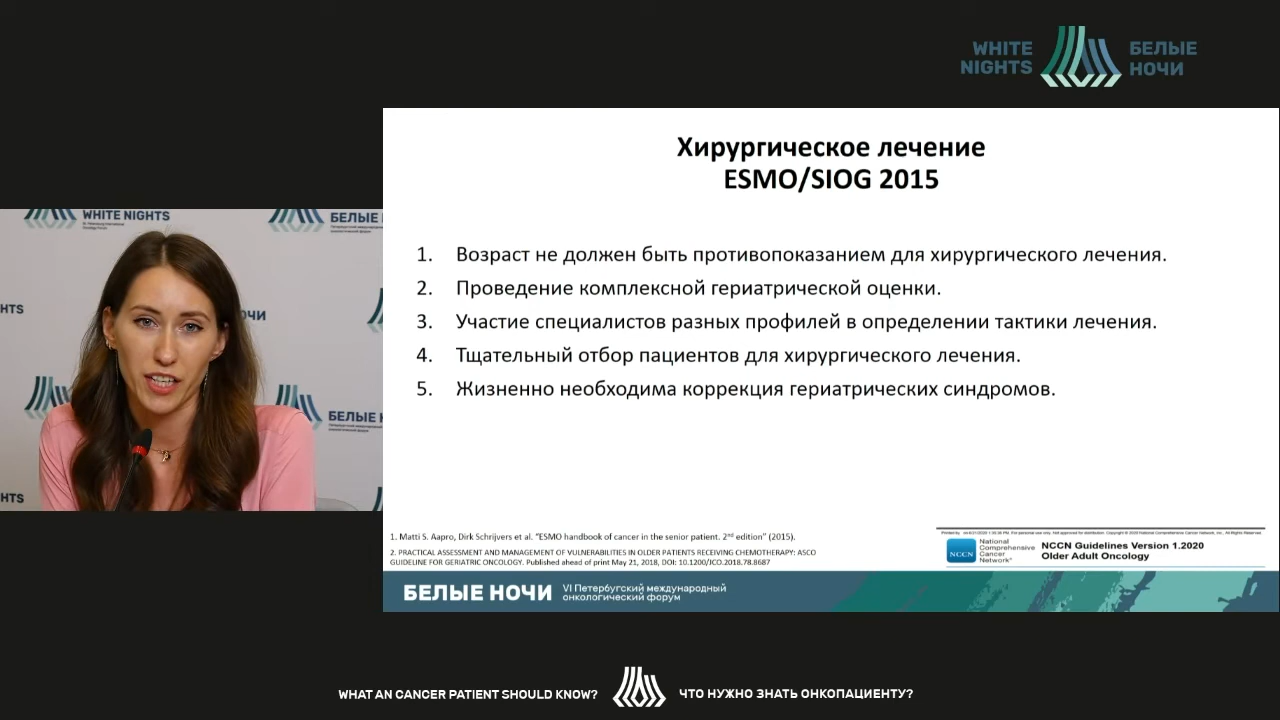 WHITE
NIGHTS
БЕЛЫЕ
НОЧИ
WHITE NIGHTS
БЕЛЫЕ
NTS
НОЧИ
БЕЛЫЕ
NTS
Хирургическое лечение
ESMO/SIOG 2015
1. Возраст не должен быть противопоказанием для хирургического лечения.
2. Проведение комплексной гериатрической оценки.
3. Участие специалистов разных профилей в определении тактики лечения.
4. Тщательный отбор пациентов для хирургического лечения.
5. Жизненно необходима коррекция гериатрических синдромов.
1. Matti S. Aapro, Dirk Schrijvers et al. "ESMO handbook of cancer in the senior patient. 2nd edition" (2015).
2. PRACTICAL ASSESSMENT AND MANAGEMENT OF VULNERABILITIES IN OLDER PATIENTS RECEIVING CHEMOTHERAPY: ASCO
GUIDELINE FOR GERIATRIC ONCOLOGY. Published ahead of print May 21, 2018, DOI: 10.1200/JCO.2018.78.8687
NCCN
National
Comprehensive
Cancer
Network®
NCCN Guidelines Version 1.2020
Older Adult Oncology
БЕЛЫЕ НОЧИ
VI Петербугский международный
онкологический форум
WHAT AN CANCER PATIENT SHOULD KNOW?
ЧТО НУЖНО ЗНАТЬ ОНКОПАЦИЕНТУ?